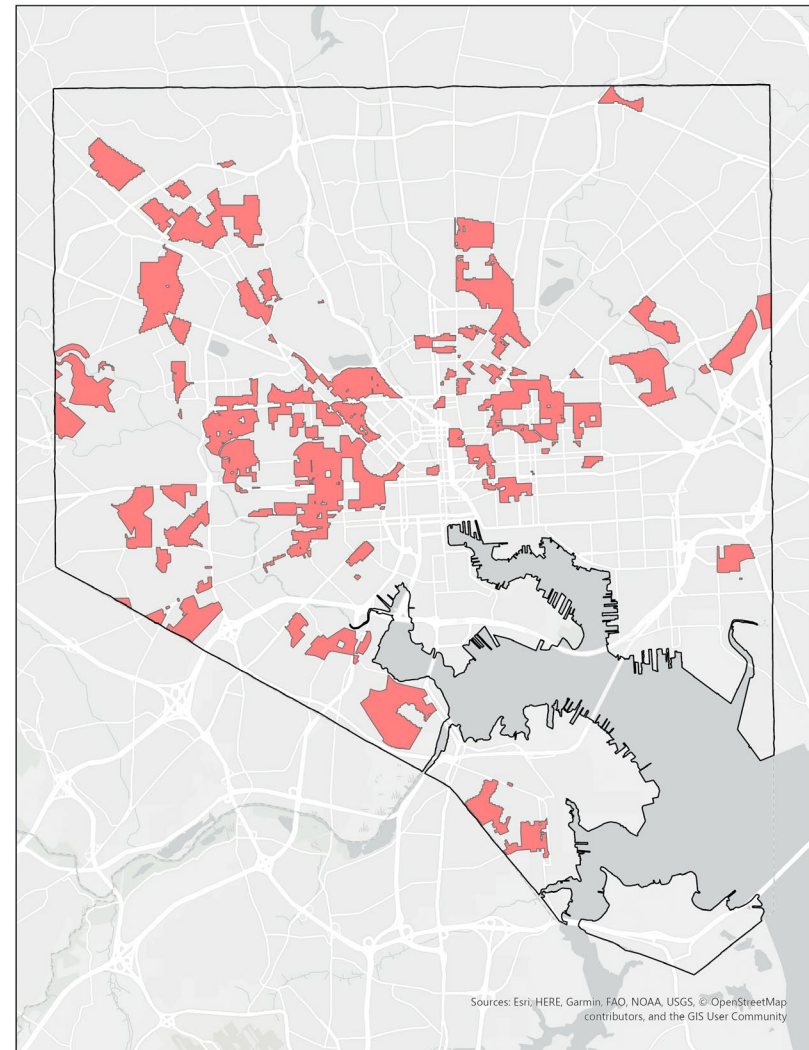 Sources: Esri, HERE, Garmin, FAO, NOAA, USGS, © OpenStreetMap
contributors, and the GIS User Community